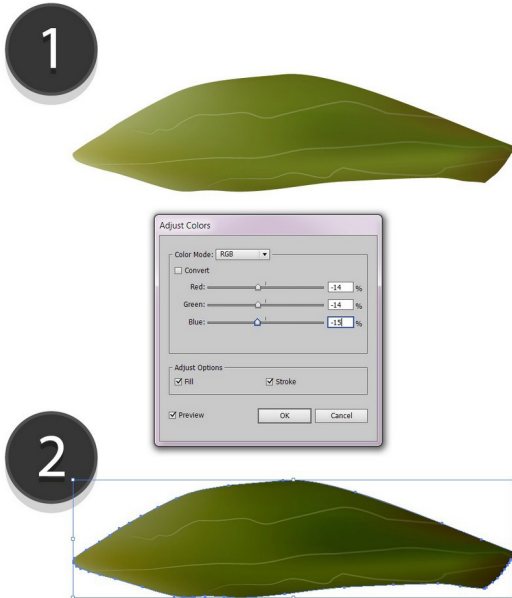 1
Adjust Colors
Color Mode: RGB
Convert
Red: -14 %
Green: -14 %
Blue: -15 %
Adjust Options
Fill Stroke
Preview OK Cancel
2